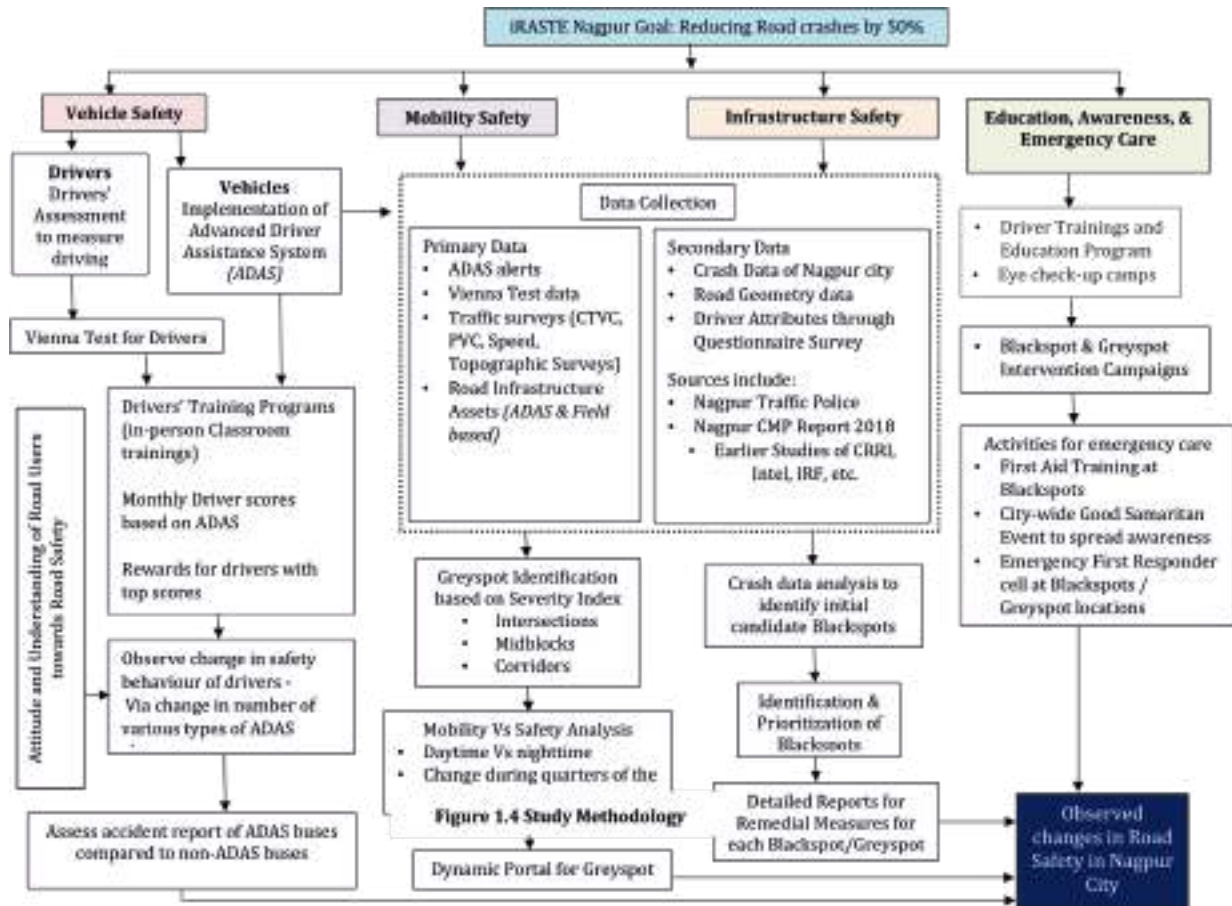 iRASTE Nagpur Goal: Reducing Road crashes by 50%
Vehicle Safety
Mobility Safety
Infrastructure Safety
Education, Awareness, &
Emergency Care
Drivers
Drivers'
Assessment
to measure
driving
Vehicles
Implementation of
Advanced Driver
Assistance System
(ADAS)
Vienna Test for Drivers
Drivers' Training Programs
(in-person Classroom
trainings)
Monthly Driver scores
based on ADAS
Rewards for drivers with
top scores
Attitude and Understanding of Road Users
towards Road Safety
Observe change in safety
behaviour of drivers -
Via change in number of
various types of ADAS
Assess accident report of ADAS buses
compared to non-ADAS buses
Data Collection
Primary Data
• ADAS alerts
• Vienna Test data
• Traffic surveys (CTVC,
PVC, Speed,
Topographic Surveys)
• Road Infrastructure
Assets (ADAS & Field
based)
Secondary Data
• Crash Data of Nagpur city
• Road Geometry data
• Driver Attributes through
Questionnaire Survey
Sources include:
• Nagpur Traffic Police
• Nagpur CMP Report 2018
• Earlier Studies of CRRI,
Intel, IRF, etc.
Greyspot Identification
based on Severity Index
• Intersections
• Midblocks
• Corridors
Mobility Vs Safety Analysis
• Daytime Vs nighttime
• Change during quarters of the
Figure 1.4 Study Methodology
Dynamic Portal for Greyspot
Crash data analysis to
identify initial
candidate Blackspots
Identification &
Prioritization of
Blackspots
Detailed Reports for
Remedial Measures for
each Blackspot/Greyspot
• Driver Trainings and
Education Program
• Eye check-up camps
• Blackspot & Greyspot
Intervention Campaigns
Activities for emergency care
• First Aid Training at
Blackspots
• City-wide Good Samaritan
Event to spread awareness
• Emergency First Responder
cell at Blackspots /
Greyspot locations
Observed
changes in Road
Safety in Nagpur
City